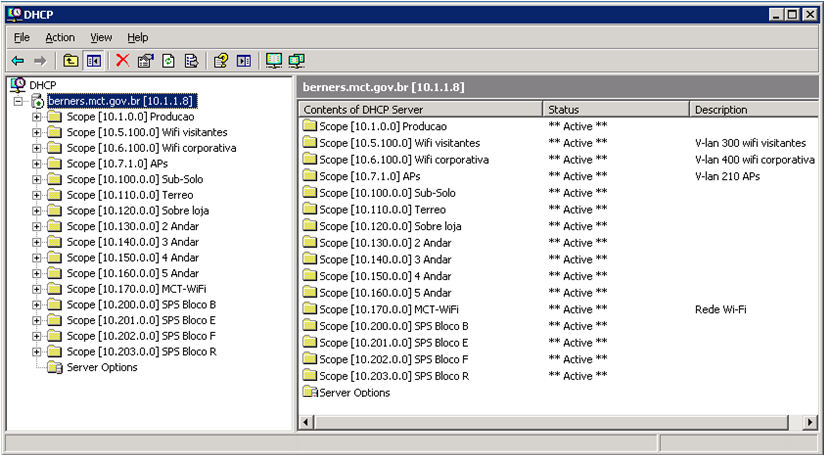 DHCP
File Action View Help
DHCP
berners.mct.gov.br [10.1.1.8]
Scope [10.1.0.0] Producao
Scope [10.5.100.0] Wifi visitantes
Scope [10.6.100.0] Wifi corporativa
Scope [10.7.1.0] APs
Scope [10.100.0.0] Sub-Solo
Scope [10.110.0.0] Terreo
Scope [10.120.0.0] Sobre loja
Scope [10.130.0.0] 2 Andar
Scope [10.140.0.0] 3 Andar
Scope [10.150.0.0] 4 Andar
Scope [10.160.0.0] 5 Andar
Scope [10.170.0.0] MCT-WiFi
Scope [10.200.0.0] SPS Bloco B
Scope [10.201.0.0] SPS Bloco E
Scope [10.202.0.0] SPS Bloco F
Scope [10.203.0.0] SPS Bloco R
Server Options
berners.mct.gov.br [10.1.1.8]
Contents of DHCP Server Status Description
Scope [10.1.0.0] Producao ** Active **
Scope [10.5.100.0] Wifi visitantes ** Active ** V-lan 300 wifi visitantes
Scope [10.6.100.0] Wifi corporativa ** Active ** V-lan 400 wifi corporativa
Scope [10.7.1.0] APs ** Active ** V-lan 210 APs
Scope [10.100.0.0] Sub-Solo ** Active **
Scope [10.110.0.0] Terreo ** Active **
Scope [10.120.0.0] Sobre loja ** Active **
Scope [10.130.0.0] 2 Andar ** Active **
Scope [10.140.0.0] 3 Andar ** Active **
Scope [10.150.0.0] 4 Andar ** Active **
Scope [10.160.0.0] 5 Andar ** Active **
Scope [10.170.0.0] MCT-WiFi ** Active ** Rede Wi-Fi
Scope [10.200.0.0] SPS Bloco B ** Active **
Scope [10.201.0.0] SPS Bloco E ** Active **
Scope [10.202.0.0] SPS Bloco F ** Active **
Scope [10.203.0.0] SPS Bloco R ** Active **
Server Options